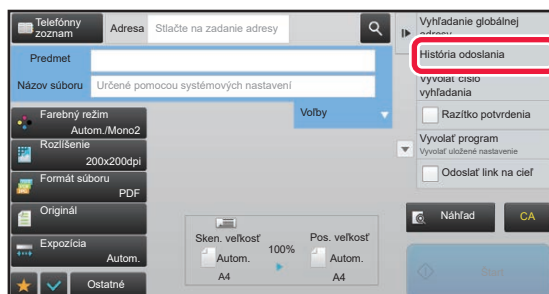 Telefónny
zoznam
Adresa
Stlačte na zadanie adresy
Predmet
Názov súboru
Určené pomocou systémových nastavení
Voľby
Farebný režim
Autom./Mono2
Rozlíšenie
200x200dpi
Formát súboru
PDF
Originál
Expozícia
Autom.
Ostatné
Sken. veľkosť
Autom.
A4
100%
Pos. veľkosť
Autom.
A4
Vyhľadanie globálnej
adresy
História odoslania
Vyvolať číslo
vyhľadania
Razítko potvrdenia
Vyvolať program
Vyvolať uložené nastavenie
Odoslať link na cieľ
Náhľad
CA
Štart